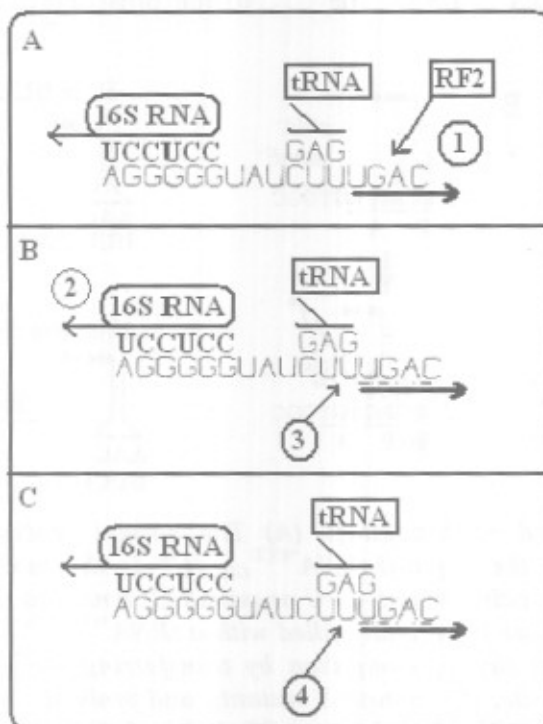 A
tRNA RF2
16S RNA
UCCUCC GAG 1
AGGGGGUAUCUUUGAC
B
2 tRNA
16S RNA
UCCUCC GAG
AGGGGGUAUCUUUGAC
3
C
tRNA
16S RNA
UCCUCC GAG
AGGGGGUAUCUUUGAC
4